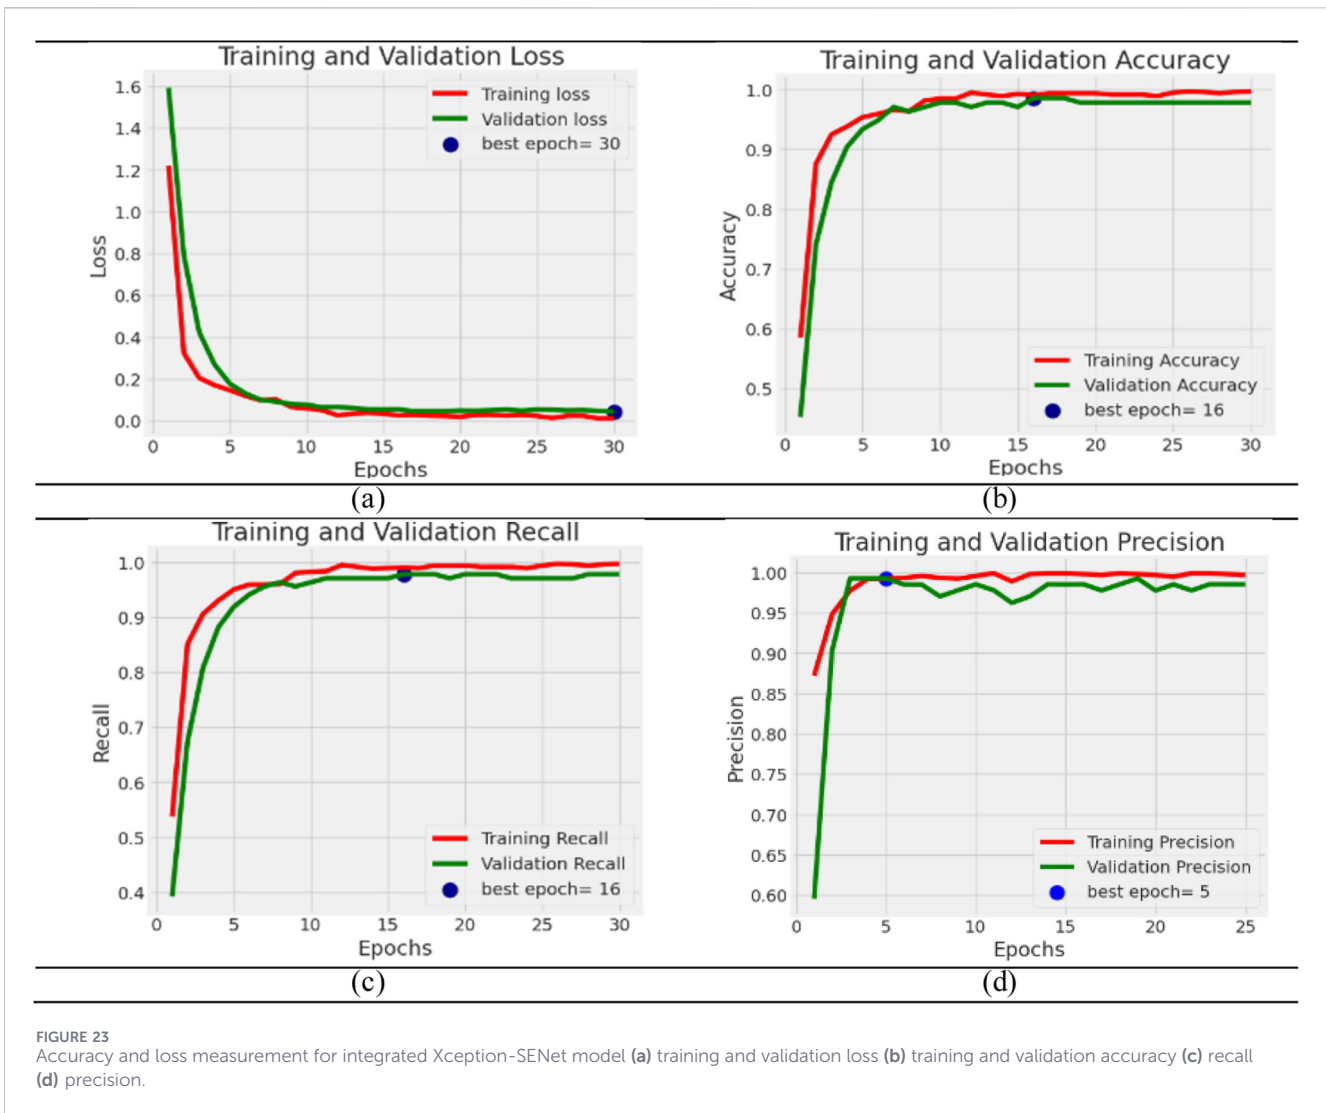 Training and Validation Loss
1.6
1.4
1.2
1.0
0.8
0.6
0.4
0.2
0.0
Loss
Training loss
Validation loss
best epoch= 30
0 5 10 15 20 25 30
Epochs
(a)
Training and Validation Accuracy
1.0
0.9
0.8
0.7
0.6
0.5
Accuracy
Training Accuracy
Validation Accuracy
best epoch= 16
0 5 10 15 20 25 30
Epochs
(b)
Training and Validation Recall
1.0
0.9
0.8
0.7
0.6
0.5
0.4
Recall
Training Recall
Validation Recall
best epoch= 16
0 5 10 15 20 25 30
Epochs
(c)
Training and Validation Precision
1.00
0.95
0.90
0.85
0.80
0.75
0.70
0.65
0.60
Precision
Training Precision
Validation Precision
best epoch= 5
0 5 10 15 20 25
Epochs
(d)
FIGURE 23
Accuracy and loss measurement for integrated Xception-SENet model (a) training and validation loss (b) training and validation accuracy (c) recall
(d) precision.